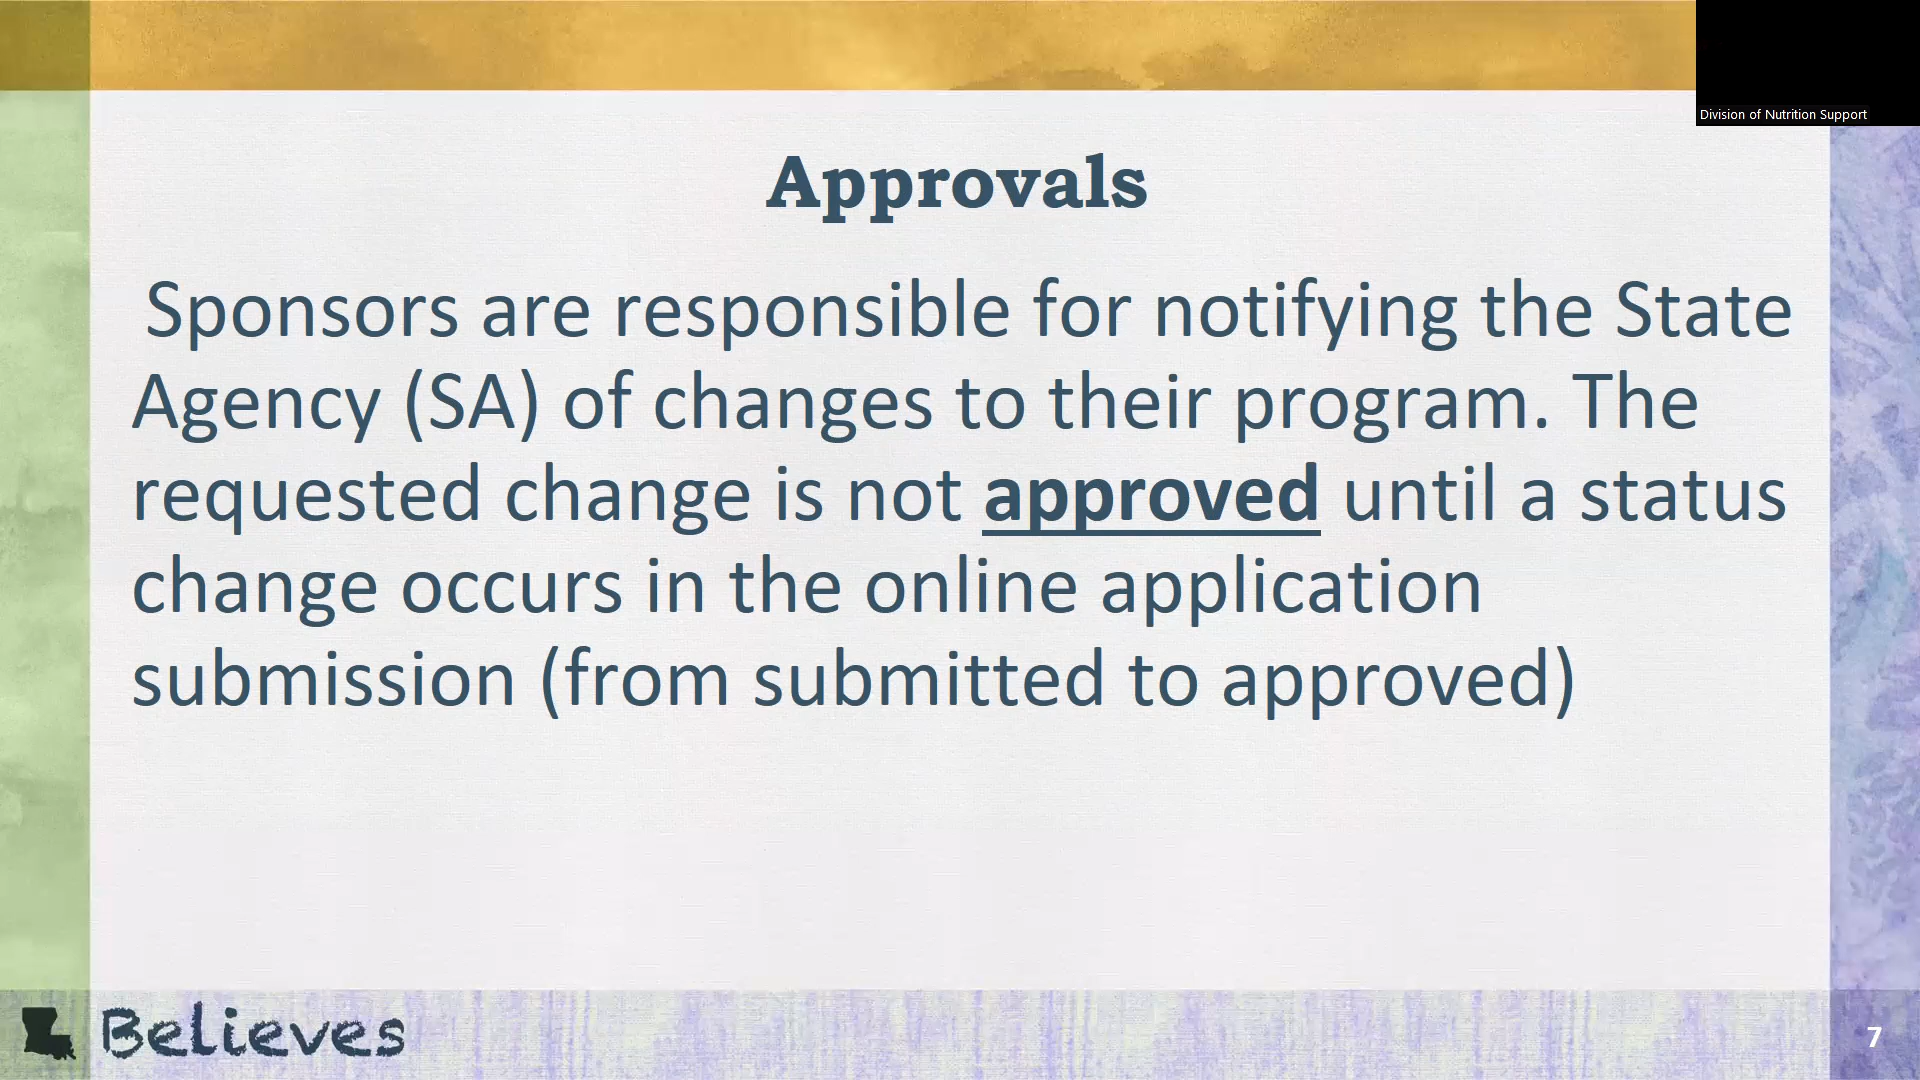 Division of Nutrition Support
Approvals
Sponsors are responsible for notifying the State
Agency (SA) of changes to their program. The
requested change is not approved until a status
change occurs in the online application
submission (from submitted to approved)
Believes
7